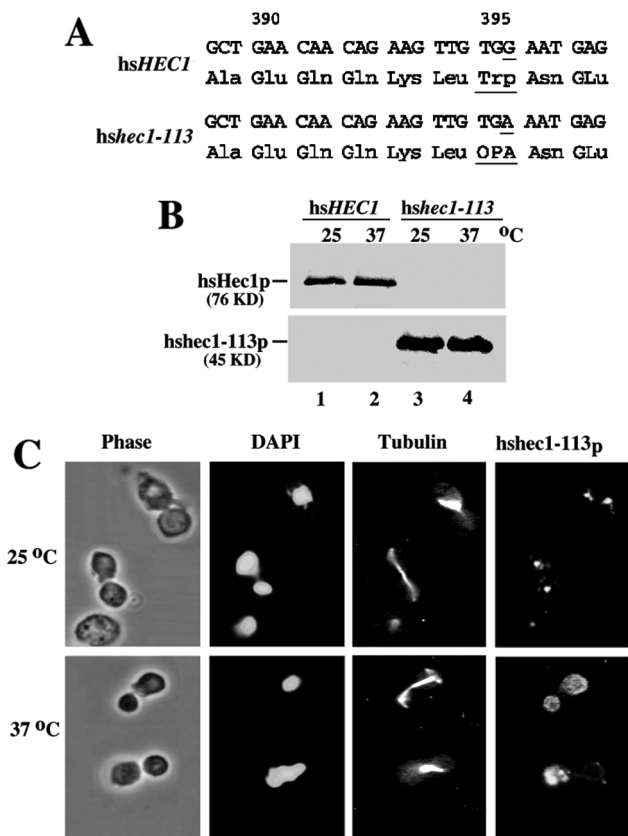 A
390 395
GCT GAA CAA CAG AAG TTG TGG AAT GAG
hsHEC1
Ala Glu Gln Gln Lys Leu Trp Asn GLu
GCT GAA CAA CAG AAG TTG TGA AAT GAG
hshec1-113
Ala Glu Gln Gln Lys Leu OPA Asn GLu
B
hsHEC1 hshec1-113
25 37 25 37 ºC
hsHec1p
(76 KD)
hshec1-113p
(45 KD)
1 2 3 4
C
Phase DAPI Tubulin hshec1-113p
25 ºC
37 ºC